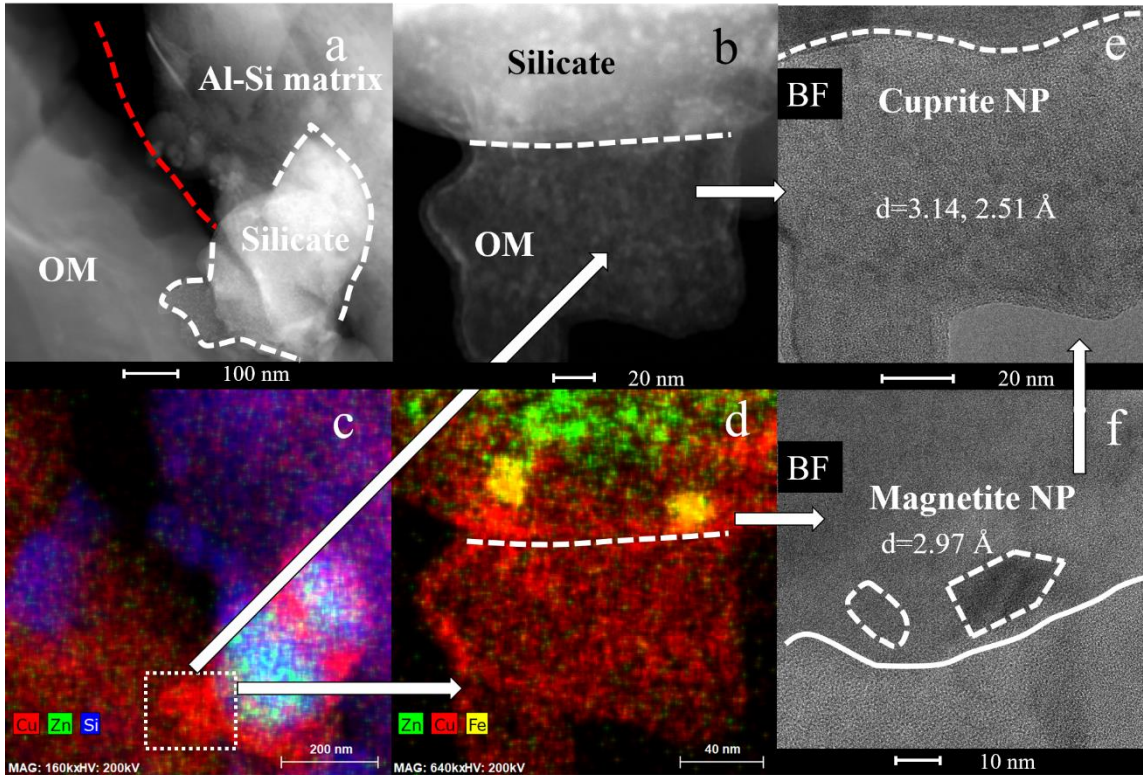 a
Al-Si matrix
Silicate
OM
100 nm
b
Silicate
OM
20 nm
e
BF
Cuprite NP
d=3.14, 2.51 Å
20 nm
c
Cu Zn Si
200 nm
MAG: 160kxHV: 200kV
d
Zn Cu Fe
40 nm
MAG: 640kxHV: 200kV
f
BF
Magnetite NP
d=2.97 Å
10 nm